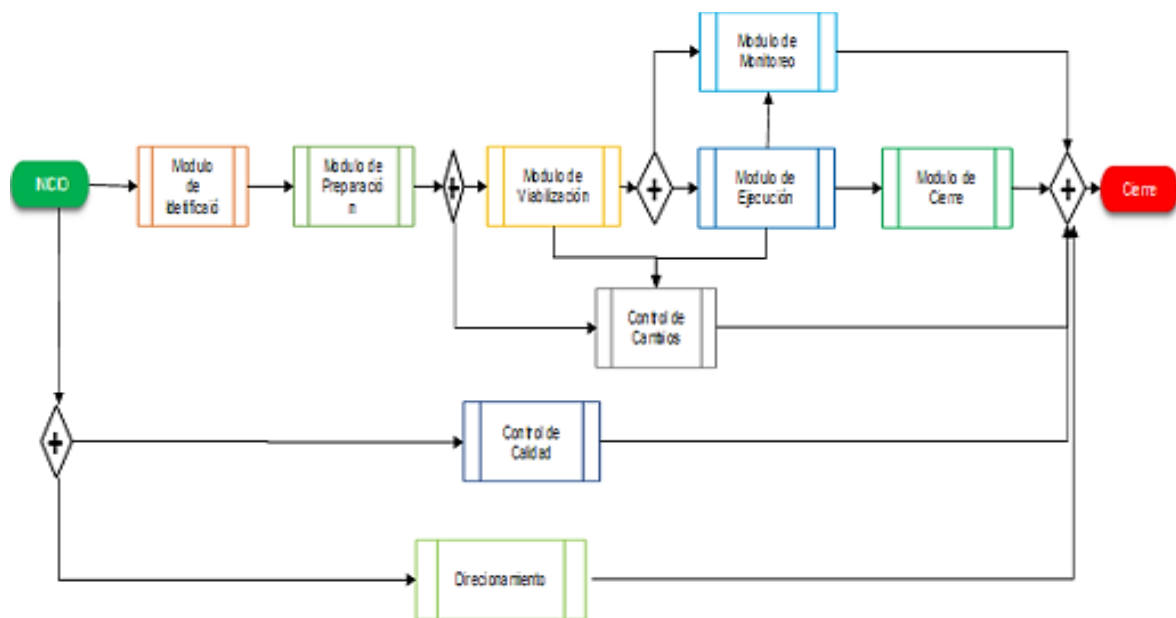 Modulo de
Monitoreo
INICIO
Modulo
de
Identificació
Modulo de
Preparació
n
Modulo de
Viabilización
Modulo de
Ejecución
Modulo de
Cierre
Cierre
Control de
Cambios
Control de
Calidad
Direcionamiento